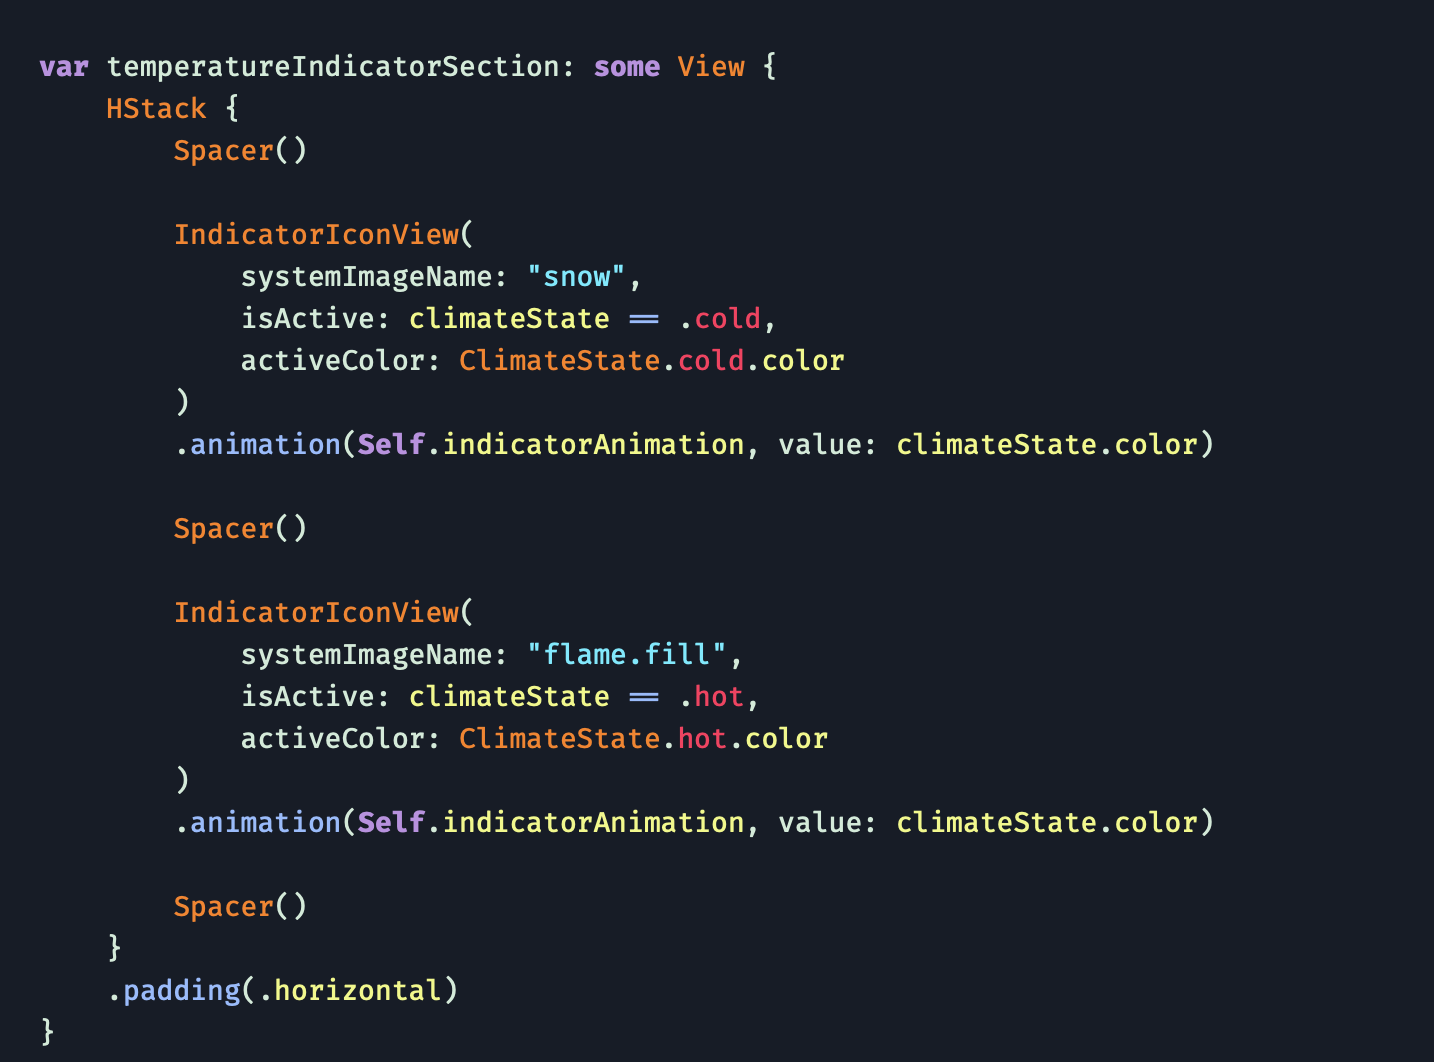 var temperatureIndicatorSection: some View {
    HStack {
        Spacer()

        IndicatorIconView(
            systemImageName: "snow",
            isActive: climateState == .cold,
            activeColor: ClimateState.cold.color
        )
        .animation(Self.indicatorAnimation, value: climateState.color)

        Spacer()

        IndicatorIconView(
            systemImageName: "flame.fill",
            isActive: climateState == .hot,
            activeColor: ClimateState.hot.color
        )
        .animation(Self.indicatorAnimation, value: climateState.color)

        Spacer()
    }
    .padding(.horizontal)
}